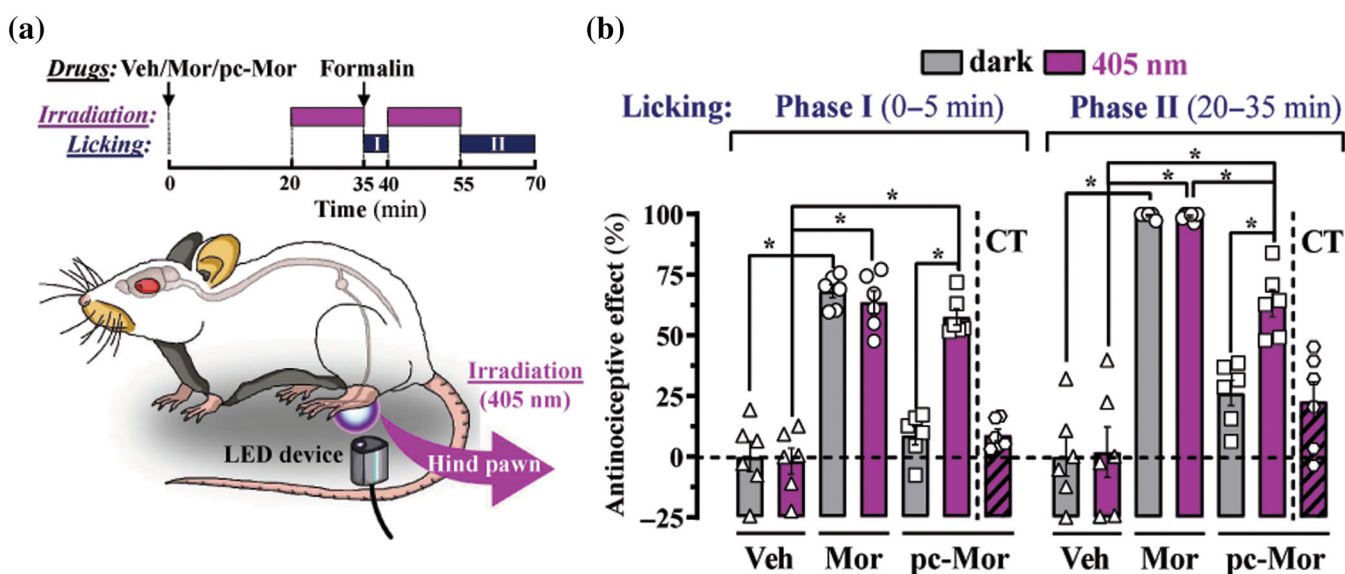 (a)
Drugs: Veh/Mor/pc-Mor Formalin
Irradiation:
Licking: I II
0 20 35 40 55 70
Time (min)
Irradiation
(405 nm)
LED device
Hind pawn
(b)
dark 405 nm
Licking: Phase I (0–5 min) Phase II (20–35 min)
* * * * * * * * *
Antinociceptive effect (%)
100
75
50
25
0
−25
CT CT
Veh Mor pc-Mor Veh Mor pc-Mor